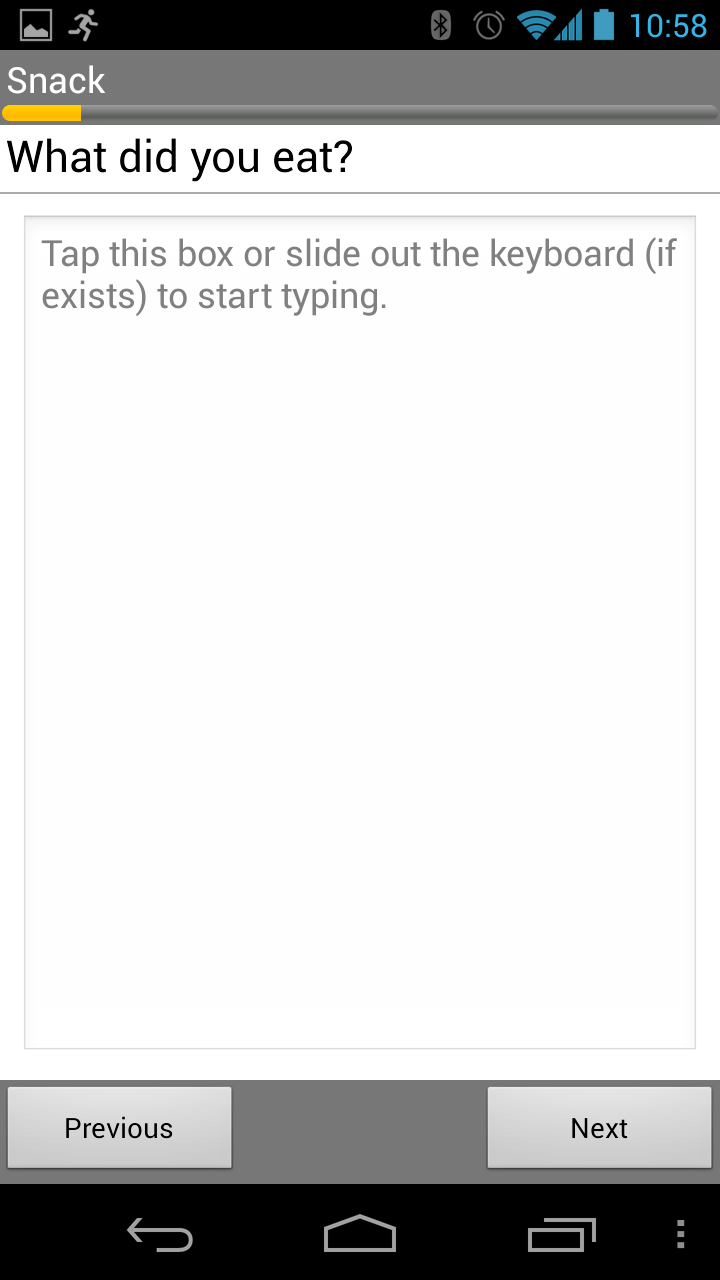 10:58
Snack
What did you eat?
Tap this box or slide out the keyboard (if
exists) to start typing.
Previous
Next